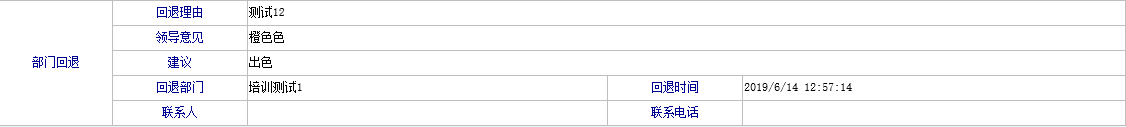 回退理由 测试12
领导意见 橙色色
部门回退 建议 出色
回退部门 培训测试1 回退时间 2019/6/14 12:57:14
联系人 联系电话